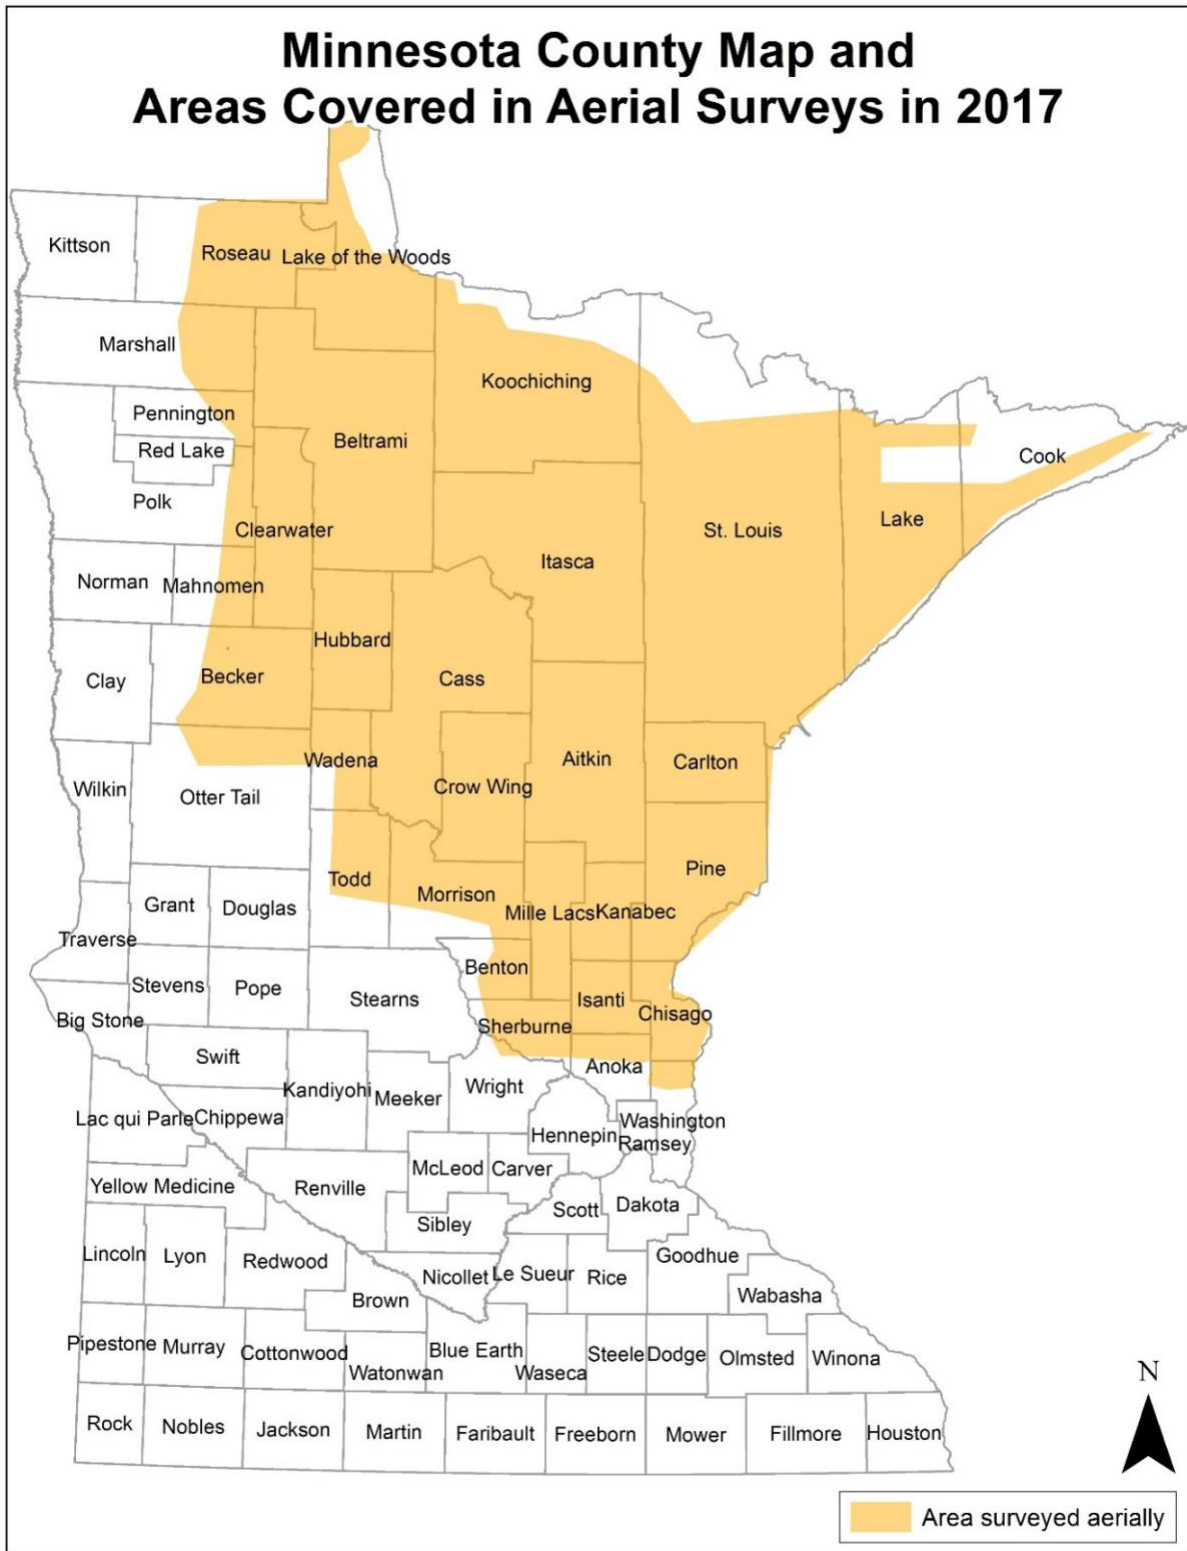 Minnesota County Map and
Areas Covered in Aerial Surveys in 2017
Kittson
Roseau
Lake of the Woods
Marshall
Koochiching
Pennington
Beltrami
Red Lake
Cook
Polk
Clearwater
St. Louis
Lake
Itasca
Norman
Mahnomen
Hubbard
Clay
Becker
Cass
Wadena
Aitkin
Carlton
Wilkin
Otter Tail
Crow Wing
Todd
Morrison
Pine
Grant
Douglas
Mille Lacs
Kanabec
Traverse
Stevens
Pope
Stearns
Benton
Isanti
Chisago
Big Stone
Sherburne
Swift
Anoka
Kandiyohi
Meeker
Wright
Lac qui Parle
Chippewa
Washington
Hennepin
Ramsey
McLeod
Carver
Yellow Medicine
Renville
Scott
Dakota
Sibley
Lincoln
Lyon
Redwood
Goodhue
Nicollet
Le Sueur
Rice
Brown
Wabasha
Pipestone
Murray
Cottonwood
Watonwan
Blue Earth
Waseca
Steele
Dodge
Olmsted
Winona
Rock
Nobles
Jackson
Martin
Faribault
Freeborn
Mower
Fillmore
Houston
N
Area surveyed aerially